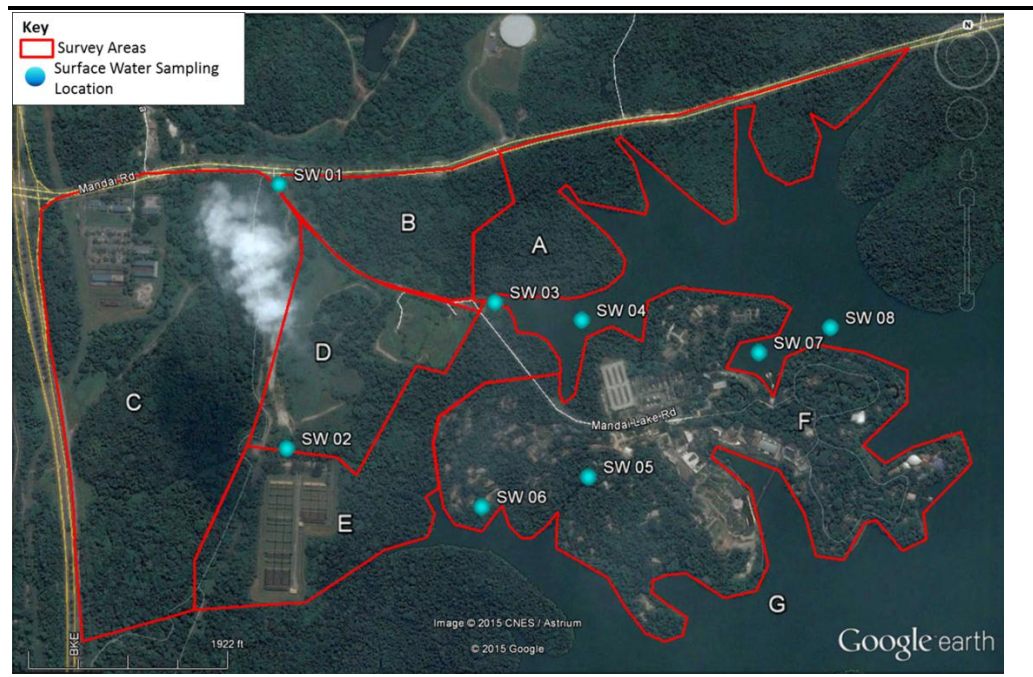 Key
Survey Areas
Surface Water Sampling
Location
N
Mandai Rd
SW 01
B
A
SW 03
SW 04
SW 08
D
SW 07
C
Mandai Lake Rd
F
SW 02
SW 05
SW 06
E
G
Image © 2015 CNES / Astrium
© 2015 Google
1922 ft
BKE
Google earth